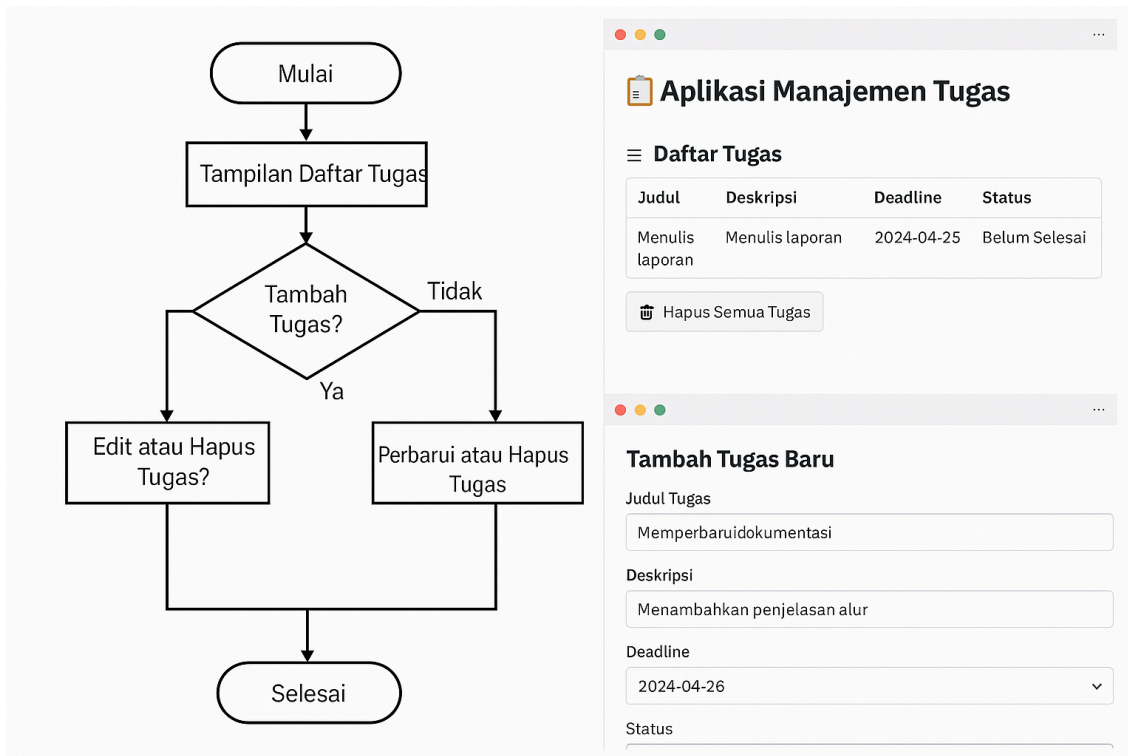 Mulai
Tampilan Daftar Tugas
Tambah
Tugas?
Tidak
Ya
Edit atau Hapus
Tugas?
Perbarui atau Hapus
Tugas
Selesai
Aplikasi Manajemen Tugas
Daftar Tugas
Judul Deskripsi Deadline Status
Menulis Menulis laporan 2024-04-25 Belum Selesai
laporan
Hapus Semua Tugas
Tambah Tugas Baru
Judul Tugas
Memperbaruidokumentasi
Deskripsi
Menambahkan penjelasan alur
Deadline
2024-04-26
Status